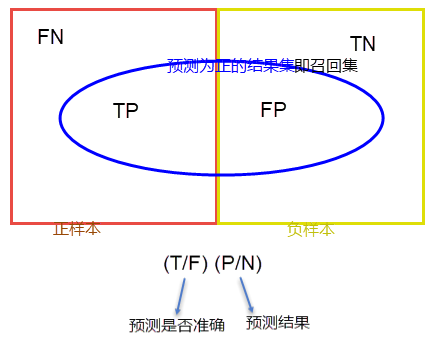 FN
TN
预测为正的结果集即召回集
TP
FP
正样本
负样本
(T/F) (P/N)
预测是否准确
预测结果